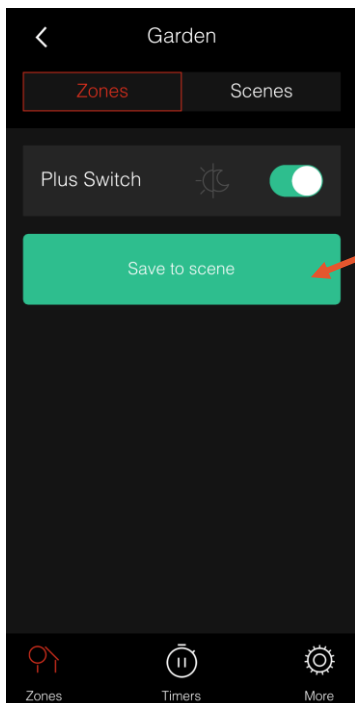 Garden
Zones Scenes
Plus Switch
Save to scene
Zones Timers More